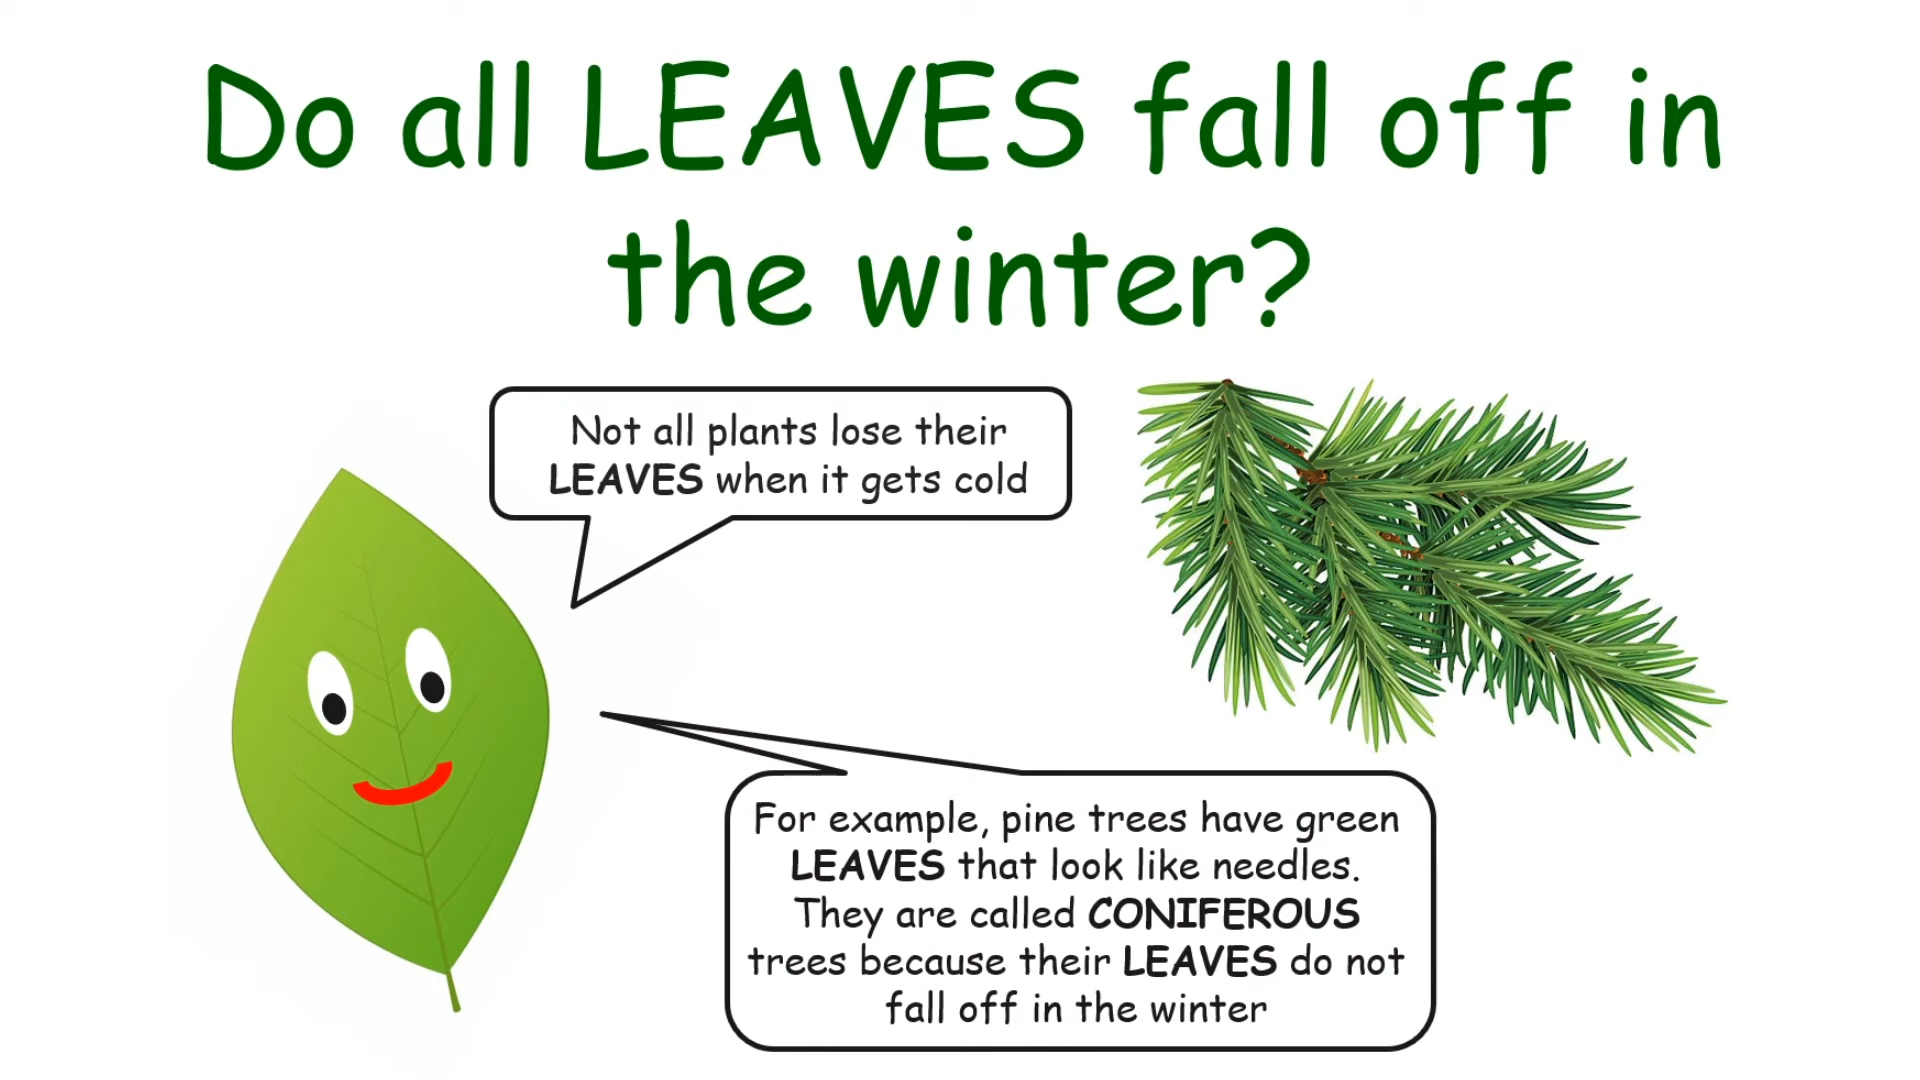 Do all LEAVES fall off in
the winter?
Not all plants lose their
LEAVES when it gets cold
For example, pine trees have green
LEAVES that look like needles.
They are called CONIFEROUS
trees because their LEAVES do not
fall off in the winter